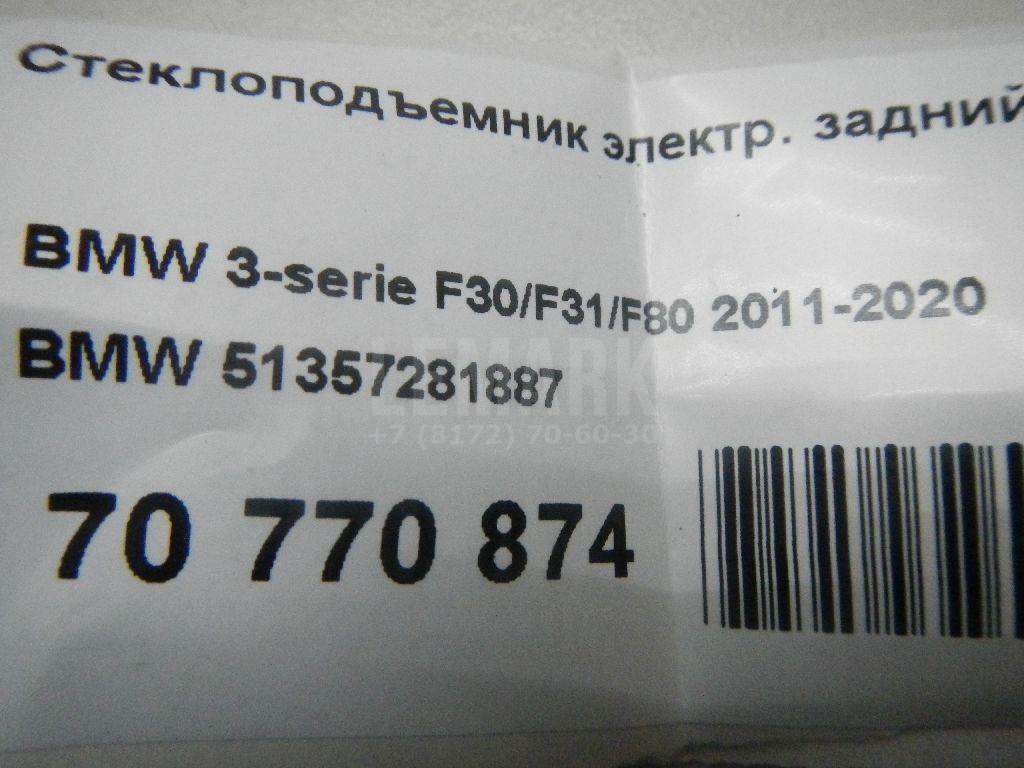 Стеклоподъемник электр. задний
BMW 3-serie F30/F31/F80 2011-2020
BMW 51357281887
LEMARK
+7 (8172) 70-60-30
70 770 874